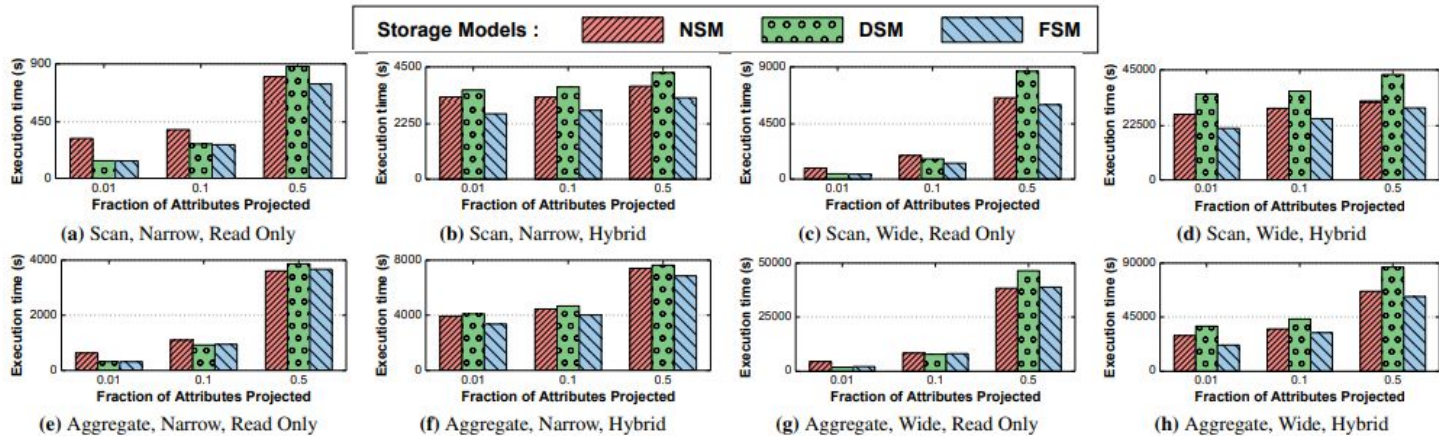 Storage Models : NSM DSM FSM
Execution time (s)
900
450
0
0.01 0.1 0.5
Fraction of Attributes Projected
(a) Scan, Narrow, Read Only
Execution time (s)
4500
2250
0
0.01 0.1 0.5
Fraction of Attributes Projected
(b) Scan, Narrow, Hybrid
Execution time (s)
9000
4500
0
0.01 0.1 0.5
Fraction of Attributes Projected
(c) Scan, Wide, Read Only
Execution time (s)
45000
22500
0
0.01 0.1 0.5
Fraction of Attributes Projected
(d) Scan, Wide, Hybrid
Execution time (s)
4000
2000
0
0.01 0.1 0.5
Fraction of Attributes Projected
(e) Aggregate, Narrow, Read Only
Execution time (s)
8000
4000
0
0.01 0.1 0.5
Fraction of Attributes Projected
(f) Aggregate, Narrow, Hybrid
Execution time (s)
50000
25000
0
0.01 0.1 0.5
Fraction of Attributes Projected
(g) Aggregate, Wide, Read Only
Execution time (s)
90000
45000
0
0.01 0.1 0.5
Fraction of Attributes Projected
(h) Aggregate, Wide, Hybrid